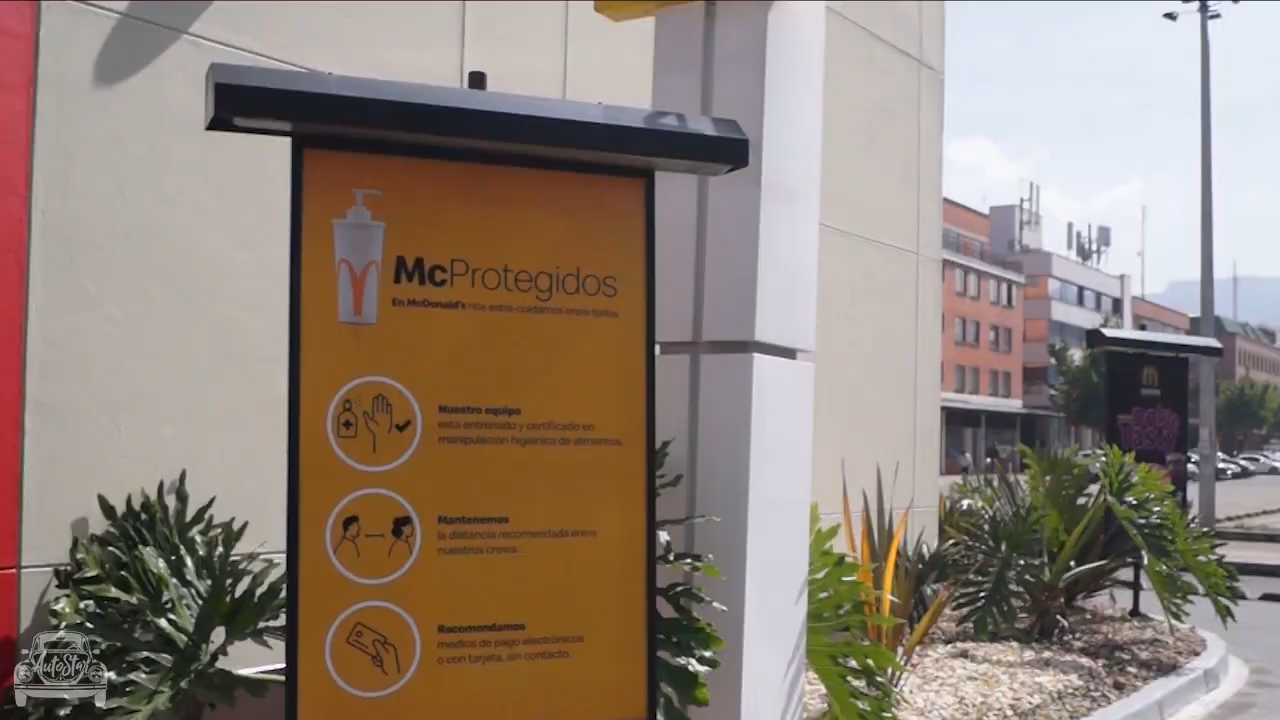 McProtegidos
En McDonald's nos entre cuidamos entre todos.
Nuestro equipo
está entrenado y certificado en
manipulación higiénica de alimentos.
Mantenemos
la distancia recomendada entre
nuestros crews.
Recomendamos
medios de pago electrónicos
o con tarjeta, sin contacto.
AutoStar